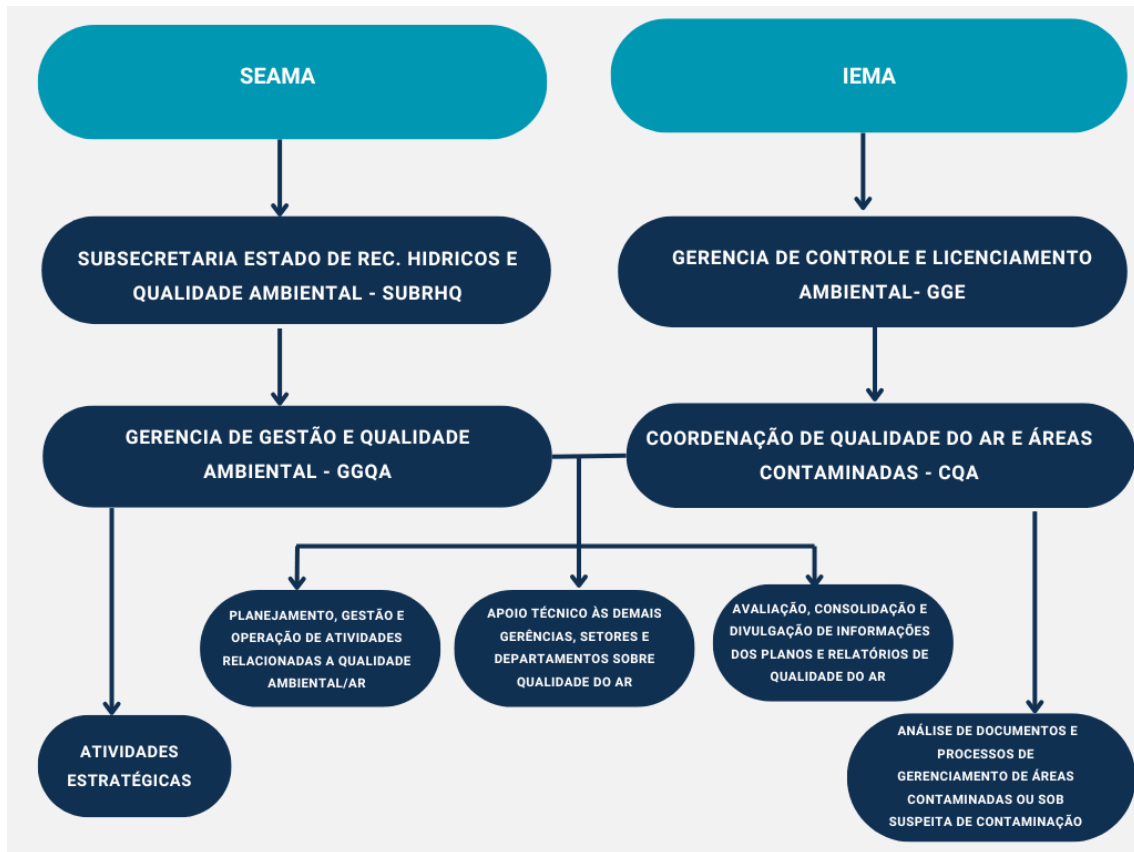 SEAMA
IEMA
SUBSECRETARIA ESTADO DE REC. HIDRICOS E
QUALIDADE AMBIENTAL - SUBRHQ
GERENCIA DE CONTROLE E LICENCIAMENTO
AMBIENTAL- GGE
GERENCIA DE GESTÃO E QUALIDADE
AMBIENTAL - GGQA
COORDENAÇÃO DE QUALIDADE DO AR E ÁREAS
CONTAMINADAS - CQA
PLANEJAMENTO, GESTÃO E
OPERAÇÃO DE ATIVIDADES
RELACIONADAS A QUALIDADE
AMBIENTAL/AR
APOIO TÉCNICO ÀS DEMAIS
GERÊNCIAS, SETORES E
DEPARTAMENTOS SOBRE
QUALIDADE DO AR
AVALIAÇÃO, CONSOLIDAÇÃO E
DIVULGAÇÃO DE INFORMAÇÕES
DOS PLANOS E RELATÓRIOS DE
QUALIDADE DO AR
ATIVIDADES
ESTRATÉGICAS
ANÁLISE DE DOCUMENTOS E
PROCESSOS DE
GERENCIAMENTO DE ÁREAS
CONTAMINADAS OU SOB
SUSPEITA DE CONTAMINAÇÃO